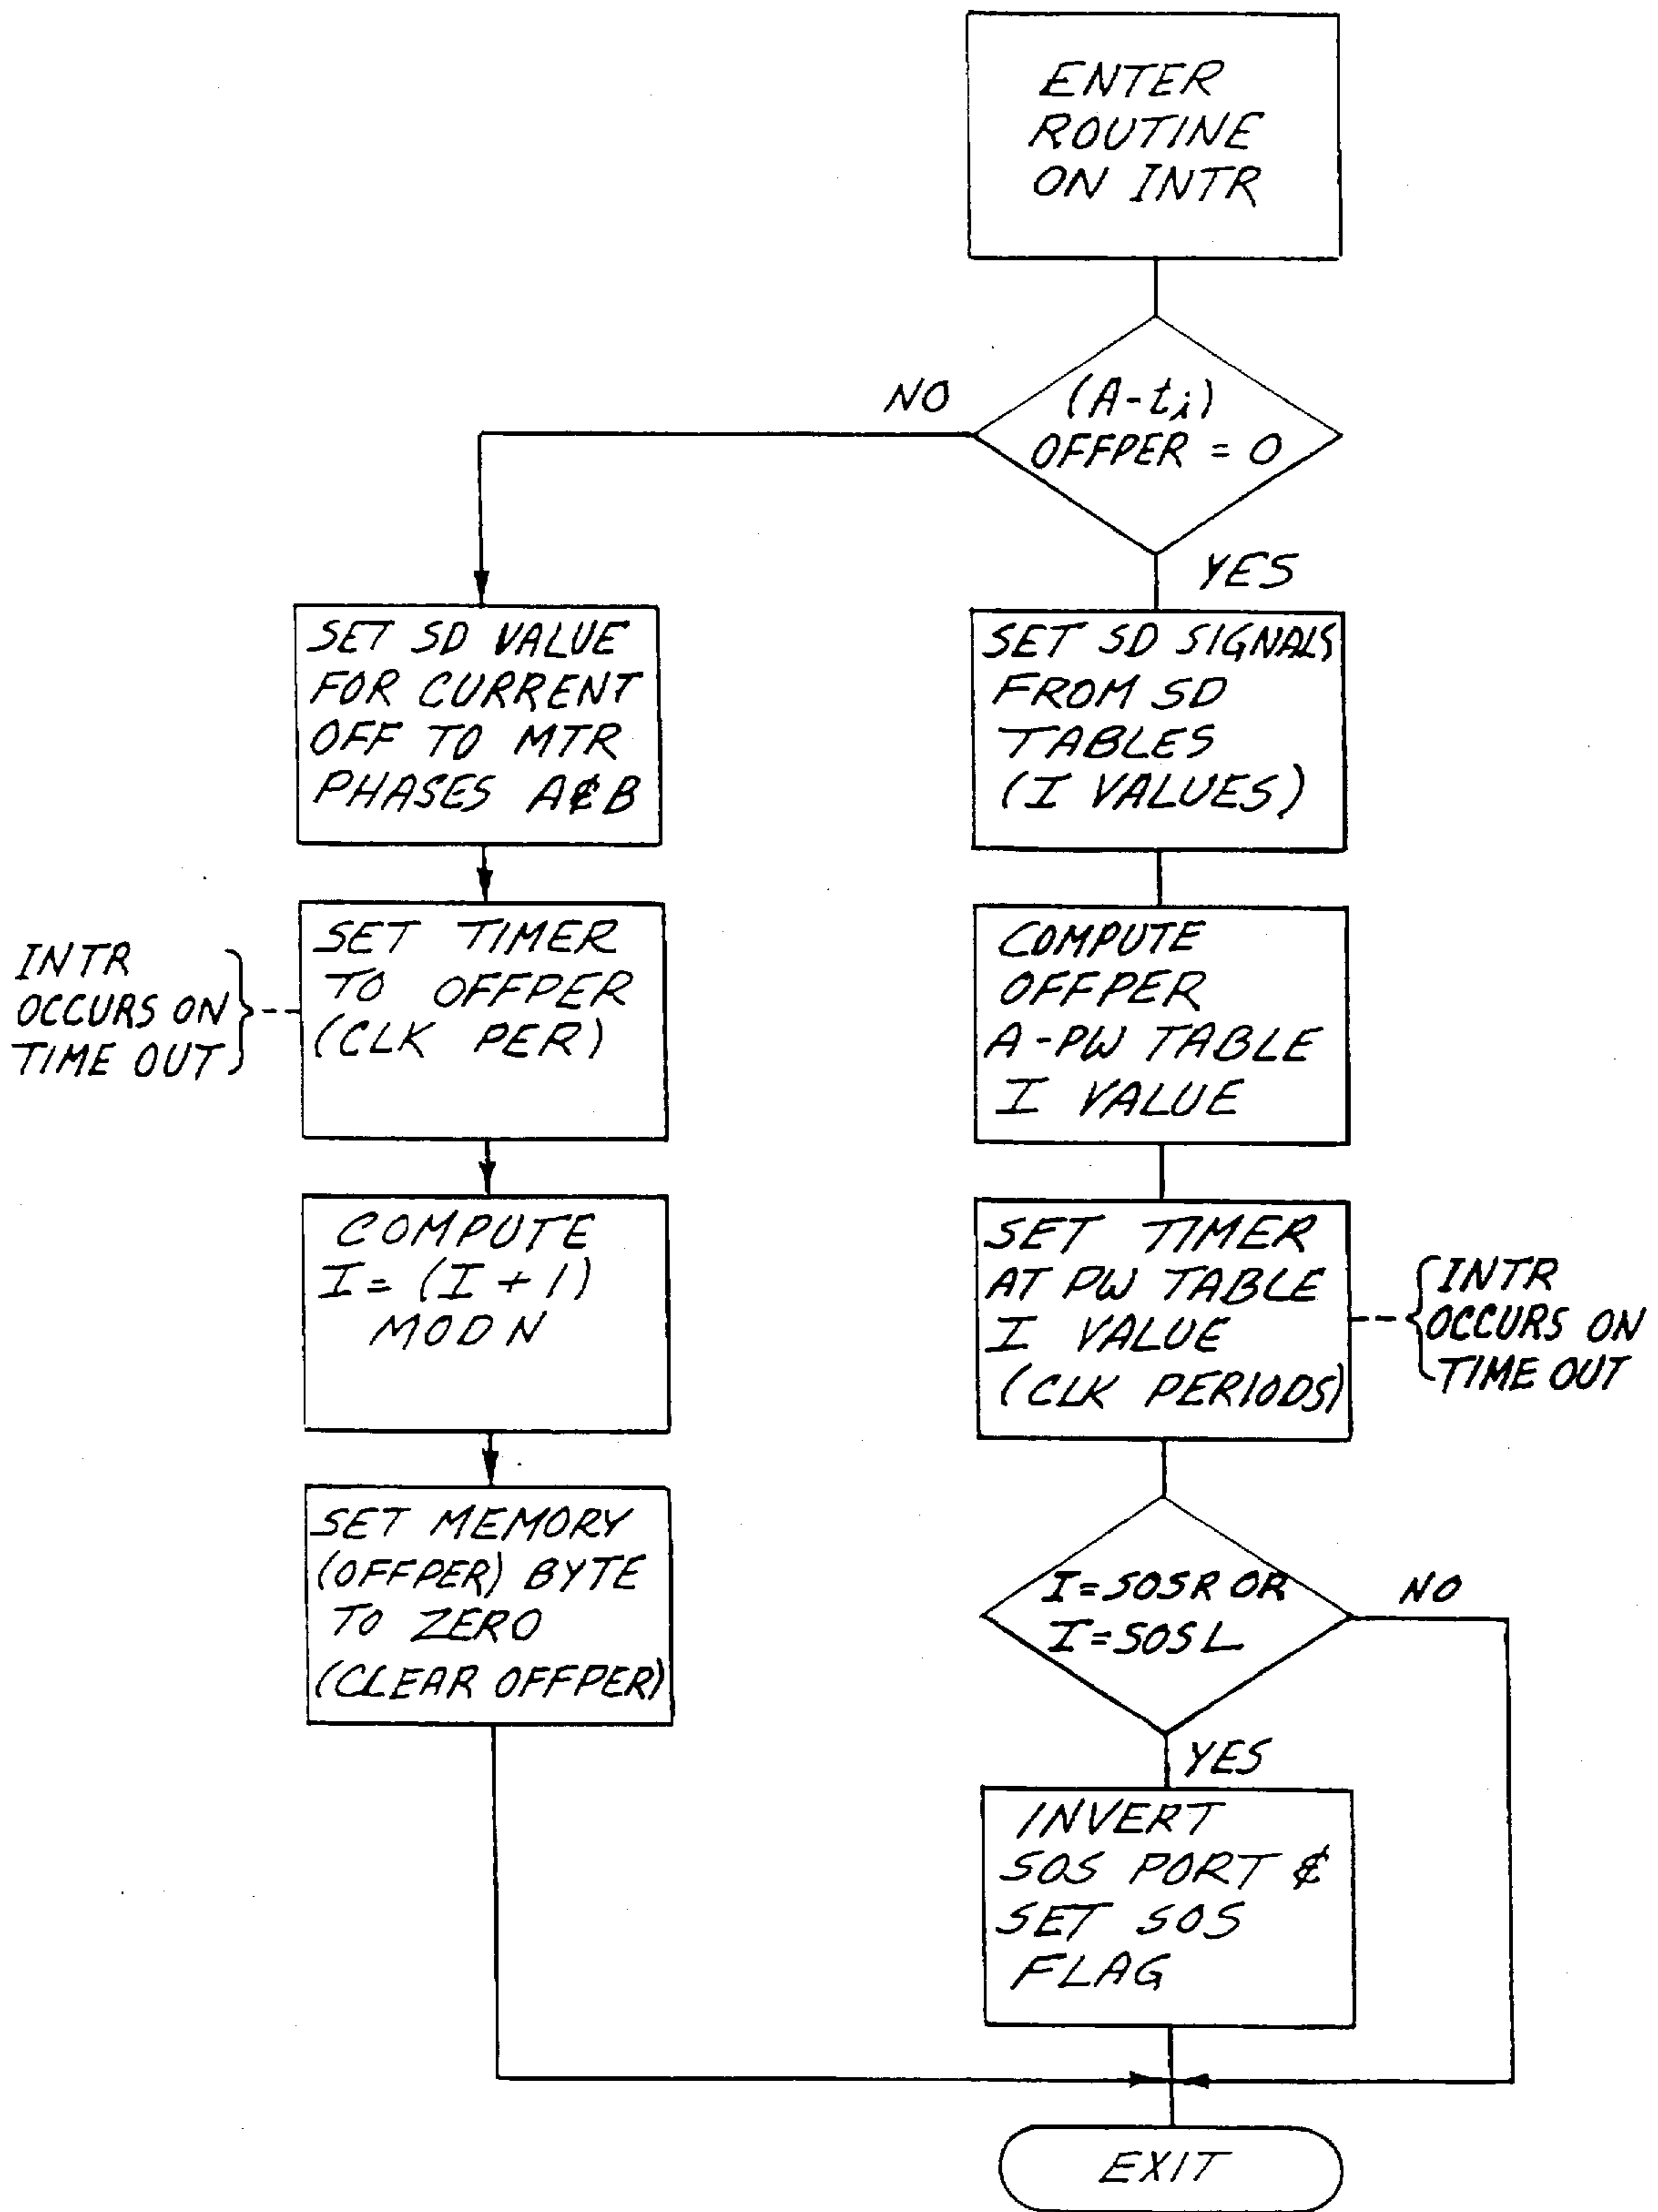 ENTER
ROUTINE
ON INTR
(A-ti)
OFFPER = 0
NO
YES
SET SD VALUE
FOR CURRENT
OFF TO MTR
PHASES A&B
SET TIMER
TO OFFPER
(CLK PER)
INTR
OCCURS ON
TIME OUT
COMPUTE
I = (I + 1)
MOD N
SET MEMORY
(OFFPER) BYTE
TO ZERO
(CLEAR OFFPER)
SET SD SIGNALS
FROM SD
TABLES
(I VALUES)
COMPUTE
OFFPER
A-PW TABLE
I VALUE
SET TIMER
AT PW TABLE
I VALUE
(CLK PERIODS)
INTR
OCCURS ON
TIME OUT
I=SOSR OR
I=SOSL
NO
YES
INVERT
SOS PORT &
SET SOS
FLAG
EXIT